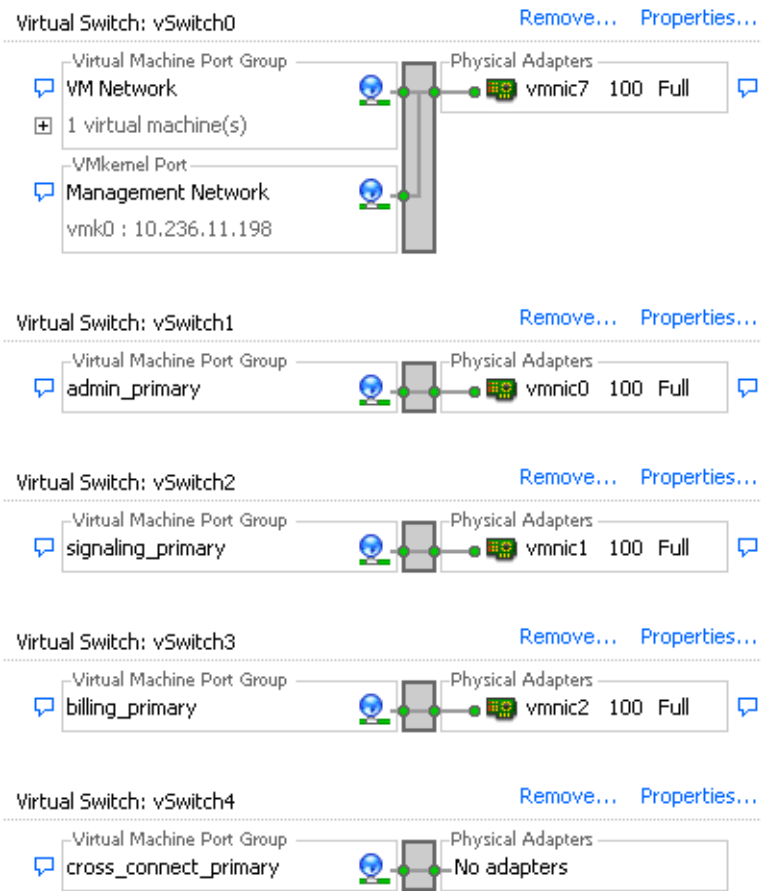 Virtual Switch: vSwitch0 Remove... Properties...
Virtual Machine Port Group Physical Adapters
VM Network vmnic7 100 Full
1 virtual machine(s)
VMkernel Port
Management Network
vmk0 : 10.236.11.198
Virtual Switch: vSwitch1 Remove... Properties...
Virtual Machine Port Group Physical Adapters
admin_primary vmnic0 100 Full
Virtual Switch: vSwitch2 Remove... Properties...
Virtual Machine Port Group Physical Adapters
signaling_primary vmnic1 100 Full
Virtual Switch: vSwitch3 Remove... Properties...
Virtual Machine Port Group Physical Adapters
billing_primary vmnic2 100 Full
Virtual Switch: vSwitch4 Remove... Properties...
Virtual Machine Port Group Physical Adapters
cross_connect_primary No adapters